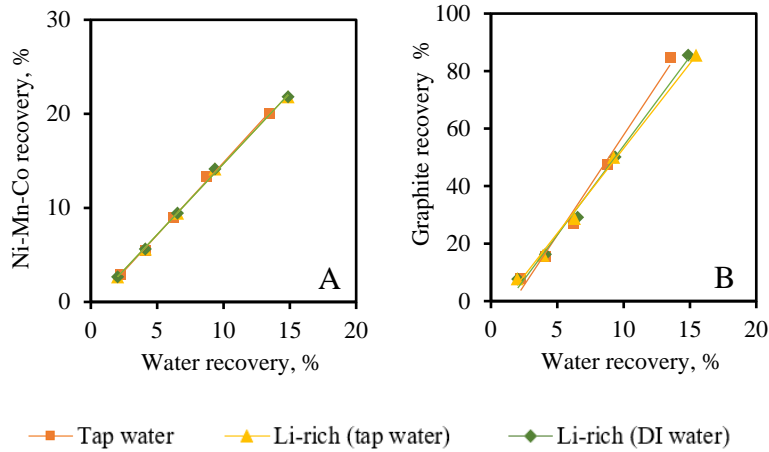 Ni-Mn-Co recovery, %
30
20
10
0
0 5 10 15 20
Water recovery, %
A
Graphite recovery %
100
80
60
40
20
0
0 5 10 15 20
Water recovery, %
B
Tap water Li-rich (tap water) Li-rich (DI water)